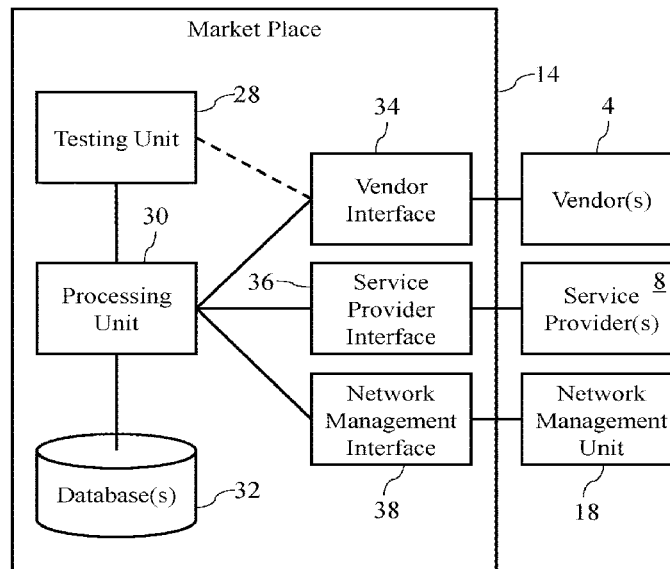 Market Place
14
28
Testing Unit
34
Vendor
Interface
4
Vendor(s)
30
Processing
Unit
36
Service
Provider
Interface
8
Service
Provider(s)
Network
Management
Interface
38
Network
Management
Unit
18
Database(s)
32